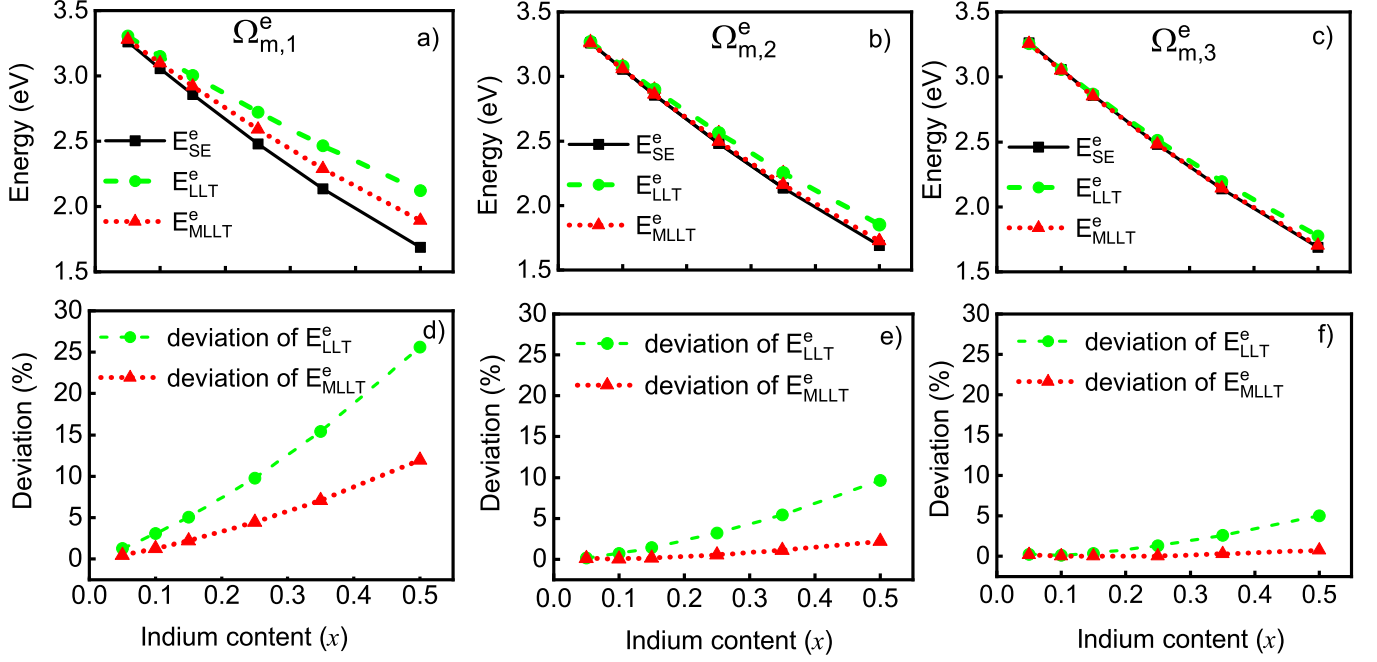 Ω^e_m,1
a)
3.5
3.0
2.5
2.0
1.5
Energy (eV)
E^e_SE
E^e_LLT
E^e_MLLT
Ω^e_m,2
b)
3.5
3.0
2.5
2.0
1.5
Energy (eV)
E^e_SE
E^e_LLT
E^e_MLLT
Ω^e_m,3
c)
3.5
3.0
2.5
2.0
1.5
Energy (eV)
E^e_SE
E^e_LLT
E^e_MLLT
d)
30
25
20
15
10
5
0
Deviation (%)
deviation of E^e_LLT
deviation of E^e_MLLT
0.0 0.1 0.2 0.3 0.4 0.5
Indium content (x)
e)
30
25
20
15
10
5
0
Deviation (%)
deviation of E^e_LLT
deviation of E^e_MLLT
0.0 0.1 0.2 0.3 0.4 0.5
Indium content (x)
f)
30
25
20
15
10
5
0
Deviation (%)
deviation of E^e_LLT
deviation of E^e_MLLT
0.0 0.1 0.2 0.3 0.4 0.5
Indium content (x)